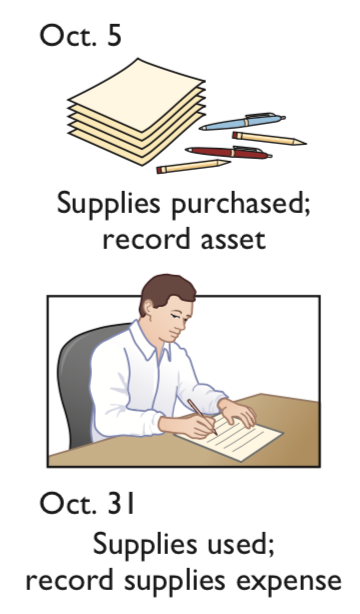 Oct. 5
Supplies purchased;
record asset
Oct. 31
Supplies used;
record supplies expense